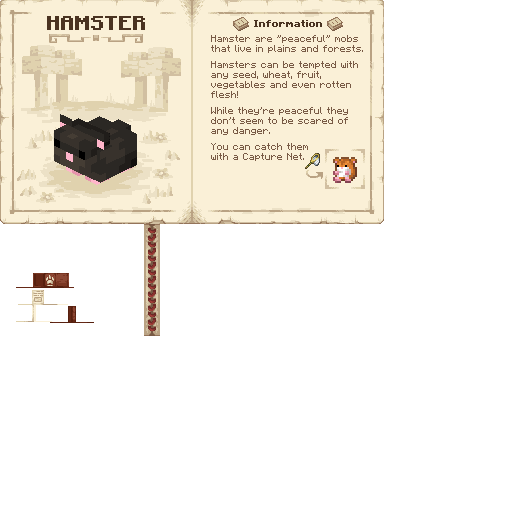 HAMSTER
Information
Hamster are "peaceful" mobs
that live in plains and forests.
Hamsters can be tempted with
any seed, wheat, fruit,
vegetables and even rotten
flesh!
While they're peaceful they
don't seem to be scared of
any danger.
You can catch them
with a Capture Net.